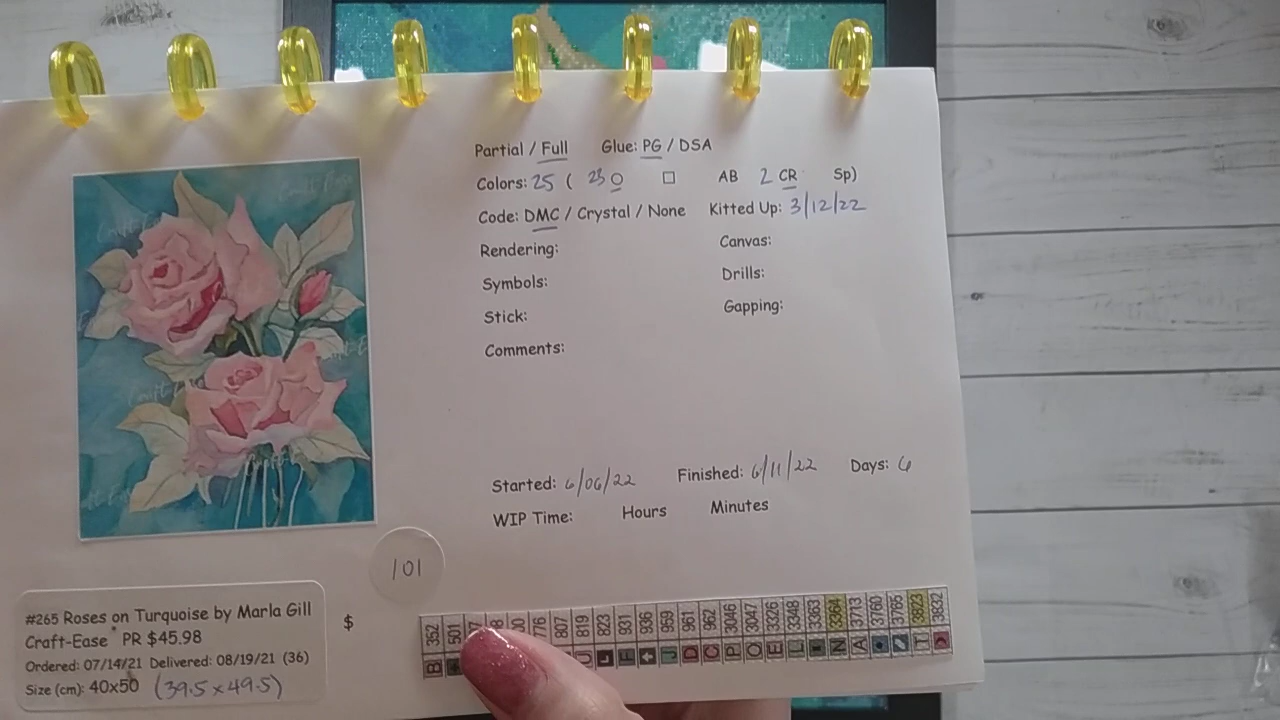 Partial / Full Glue: PG / DSA
Colors: 25 ( 23 ○ □ AB 2 CR Sp)
Code: DMC / Crystal / None Kitted Up: 3/12/22
Rendering: Canvas:
Symbols: Drills:
Stick: Gapping:
Comments:
Started: 6/06/22 Finished: 6/11/22 Days: 6
WIP Time: Hours Minutes
101
#265 Roses on Turquoise by Marla Gill
Craft-Ease* PR $45.98
Ordered: 07/14/21 Delivered: 08/19/21 (36)
Size (cm): 40x50 (39.5 x 49.5)
$
352 501 776 807 819 823 931 936 959 961 962 3046 3047 3326 3348 3363 3364 3713 3760 3765 3823 3832
B U L F J D C P O E L N A T